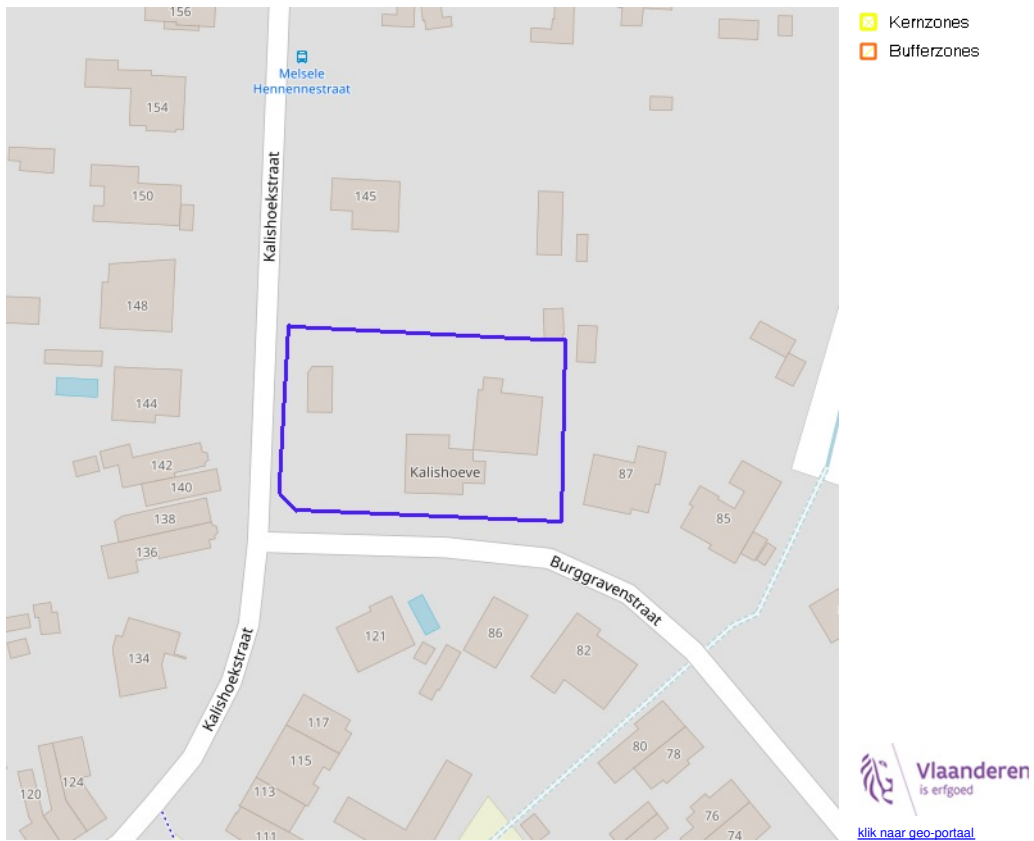 156
Kernzones
Bufferzones
Melsele
Hennennestraat
154
Kalishoekstraat
150
145
148
144
142
140
138
136
Kalishoeve
87
85
Burggravenstraat
121
86
82
134
Kalishoekstraat
117
115
113
111
80
78
76
74
124
120
Vlaanderen
is erfgoed
klik naar geo-portaal